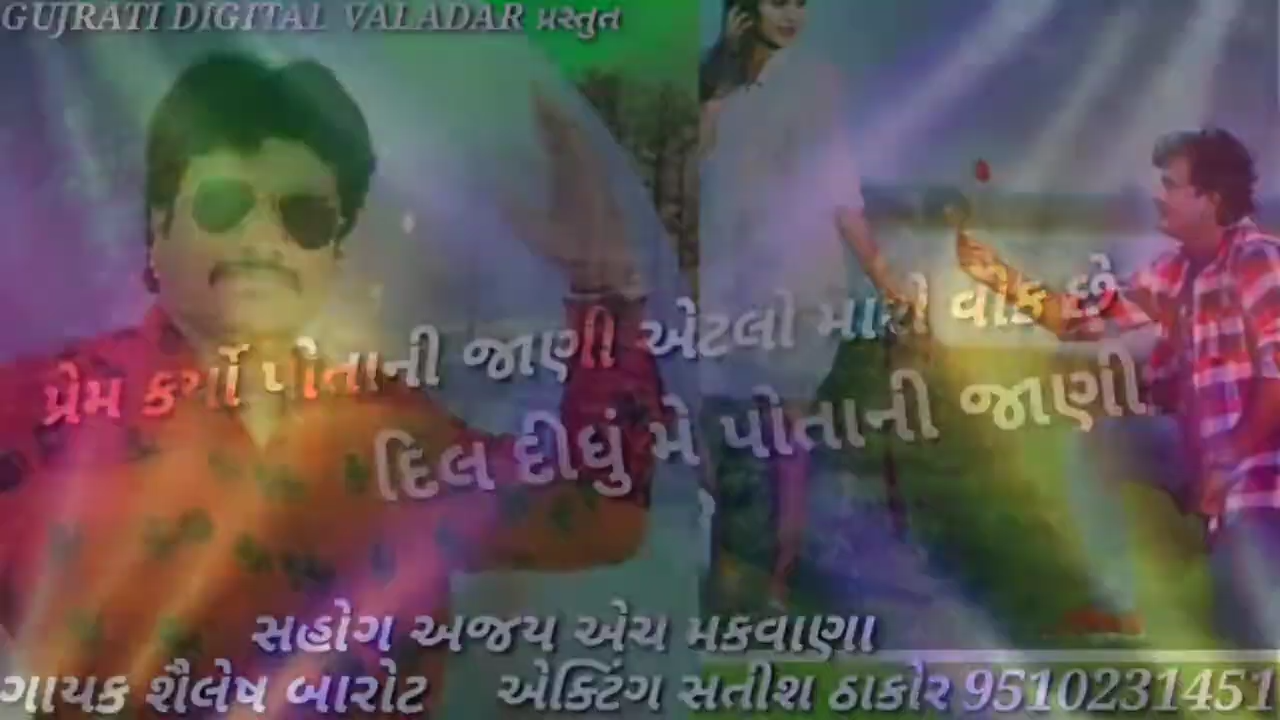 GUJRATI DIGITAL VALADAR પ્રસ્તુત
પ્રેમ કર્યો પોતાની જાણી એટલો મારો વાંક છે
દિલ દીધું મે પોતાની જાણી
સહોગ અજય એચ મકવાણા
ગાયક શૈલેષ બારોટ એક્ટિંગ સતીશ ઠાકોર 9510231451